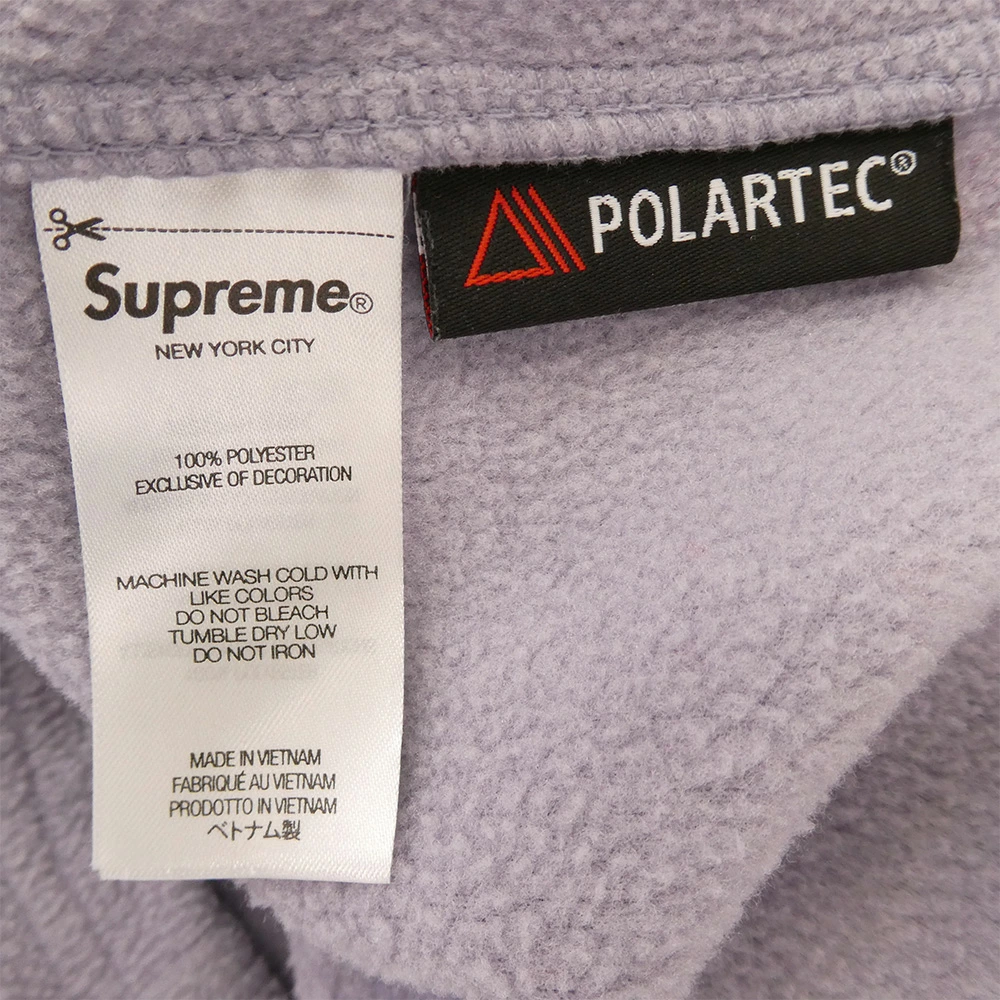 Supreme®
NEW YORK CITY
100% POLYESTER
EXCLUSIVE OF DECORATION
MACHINE WASH COLD WITH
LIKE COLORS
DO NOT BLEACH
TUMBLE DRY LOW
DO NOT IRON
MADE IN VIETNAM
FABRIQUÉ AU VIETNAM
PRODOTTO IN VIETNAM
ベトナム製
POLARTEC®